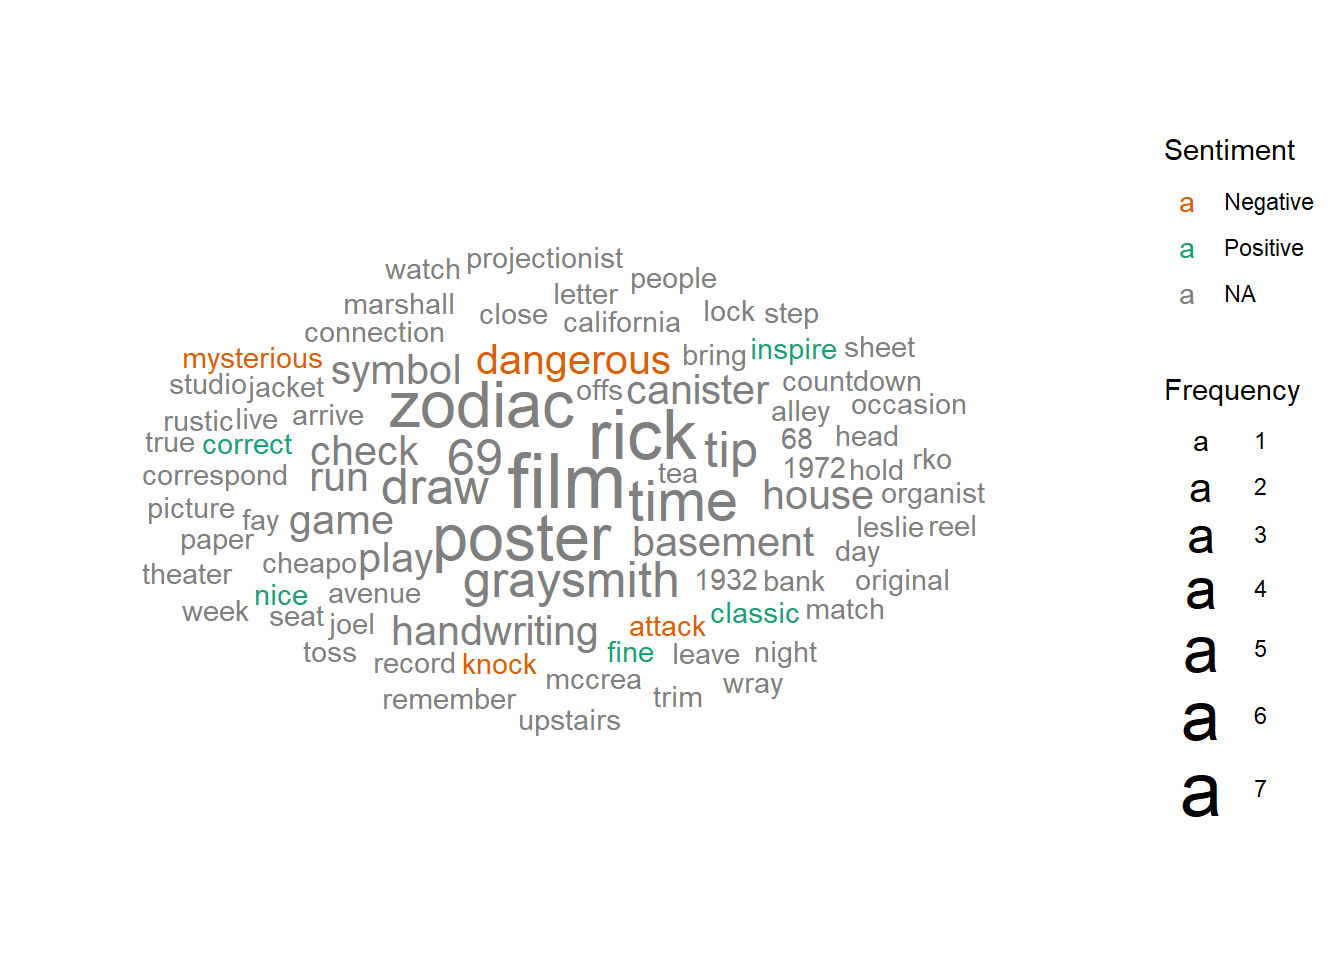 projectionist
watch
people
letter
marshall
lock
step
close
california
connection
mysterious
symbol
dangerous
bring
inspire
sheet
studio
jacket
zodiac
offs
canister
countdown
rustic
live
arrive
rick
alley
occasion
true
correct
check
69
tip
68
head
correspond
run
draw
film
tea
1972
hold
rko
time
house
organist
picture
fay
game
poster
leslie
reel
paper
basement
day
theater
cheapo
play
graysmith
1932
bank
original
nice
avenue
week
seat
joel
handwriting
attack
classic
match
toss
record
knock
fine
leave
night
mccrea
wray
remember
trim
upstairs
Sentiment
a Negative
a Positive
a NA
Frequency
a 1
a 2
a 3
a 4
a 5
a 6
a 7